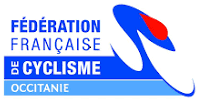 FÉDÉRATION
FRANÇAISE
DE CYCLISME
OCCITANIE